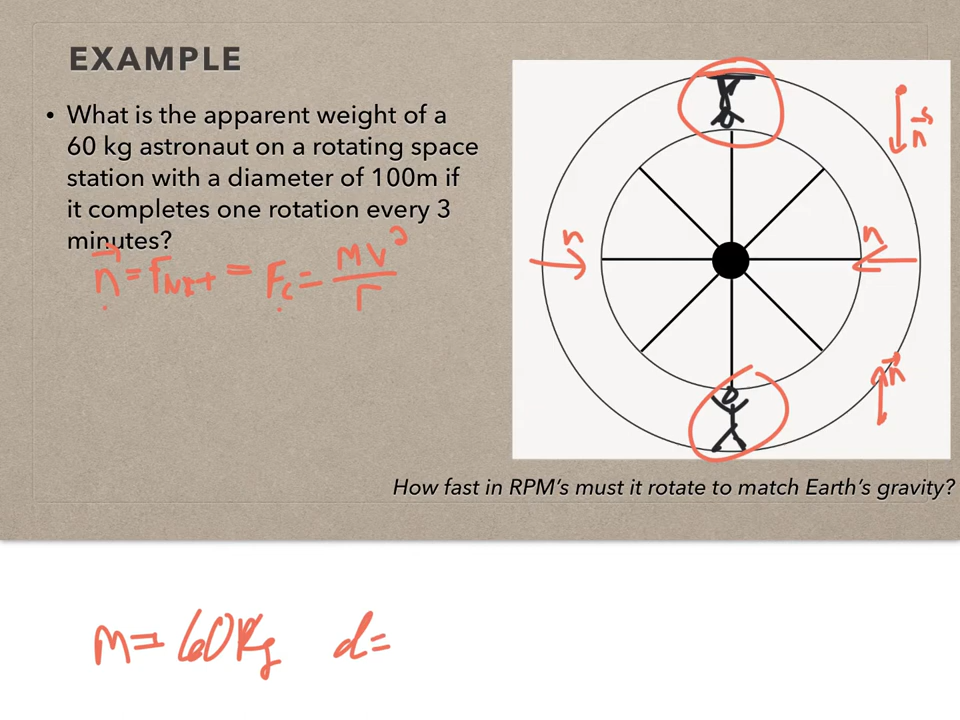 EXAMPLE
• What is the apparent weight of a
60 kg astronaut on a rotating space
station with a diameter of 100m if
it completes one rotation every 3
minutes?
n = FNet = Fc = mv²/r
n
n
n
n
How fast in RPM's must it rotate to match Earth's gravity?
m = 60kg d=